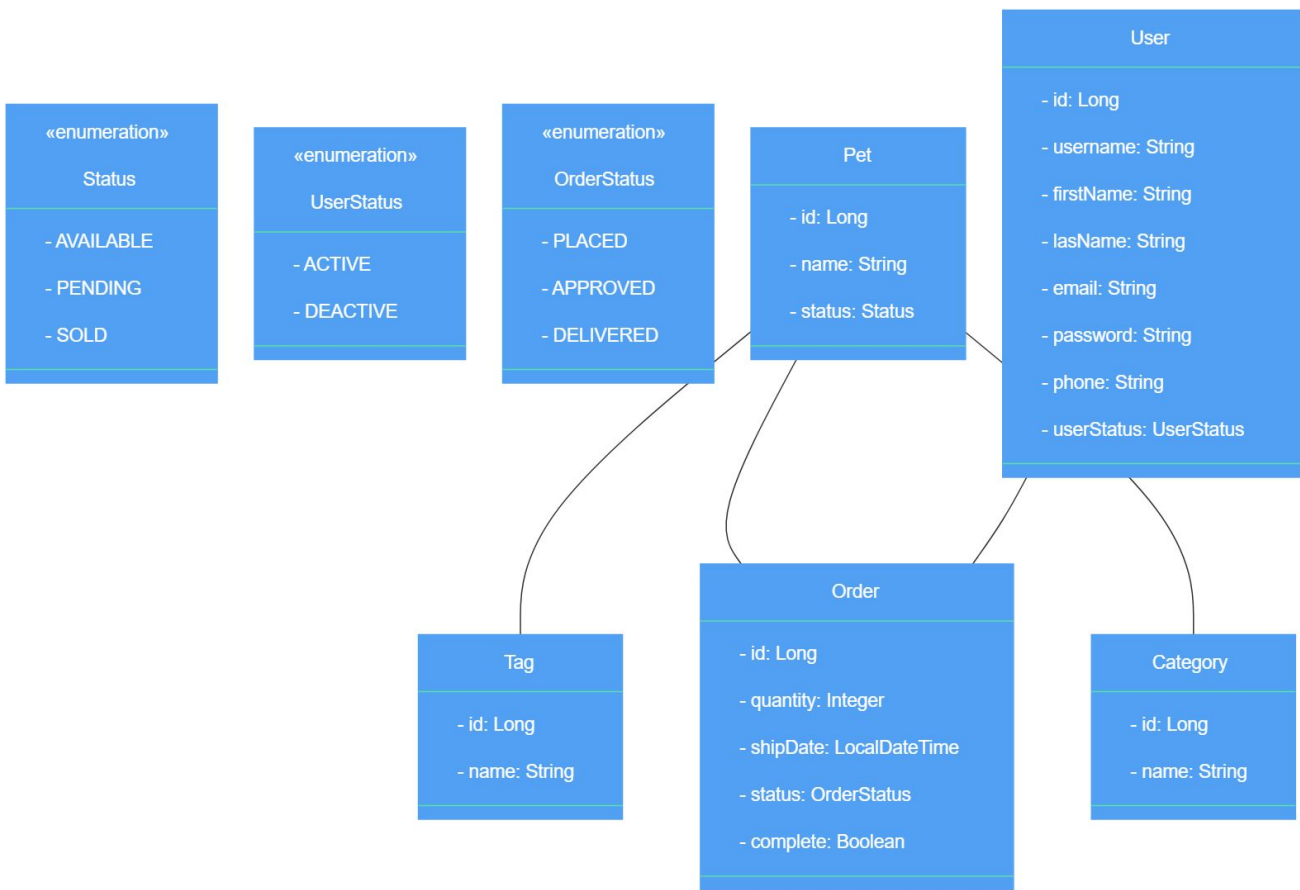 «enumeration»
Status
- AVAILABLE
- PENDING
- SOLD
«enumeration»
UserStatus
- ACTIVE
- DEACTIVE
«enumeration»
OrderStatus
- PLACED
- APPROVED
- DELIVERED
Pet
- id: Long
- name: String
- status: Status
User
- id: Long
- username: String
- firstName: String
- lasName: String
- email: String
- password: String
- phone: String
- userStatus: UserStatus
Tag
- id: Long
- name: String
Order
- id: Long
- quantity: Integer
- shipDate: LocalDateTime
- status: OrderStatus
- complete: Boolean
Category
- id: Long
- name: String